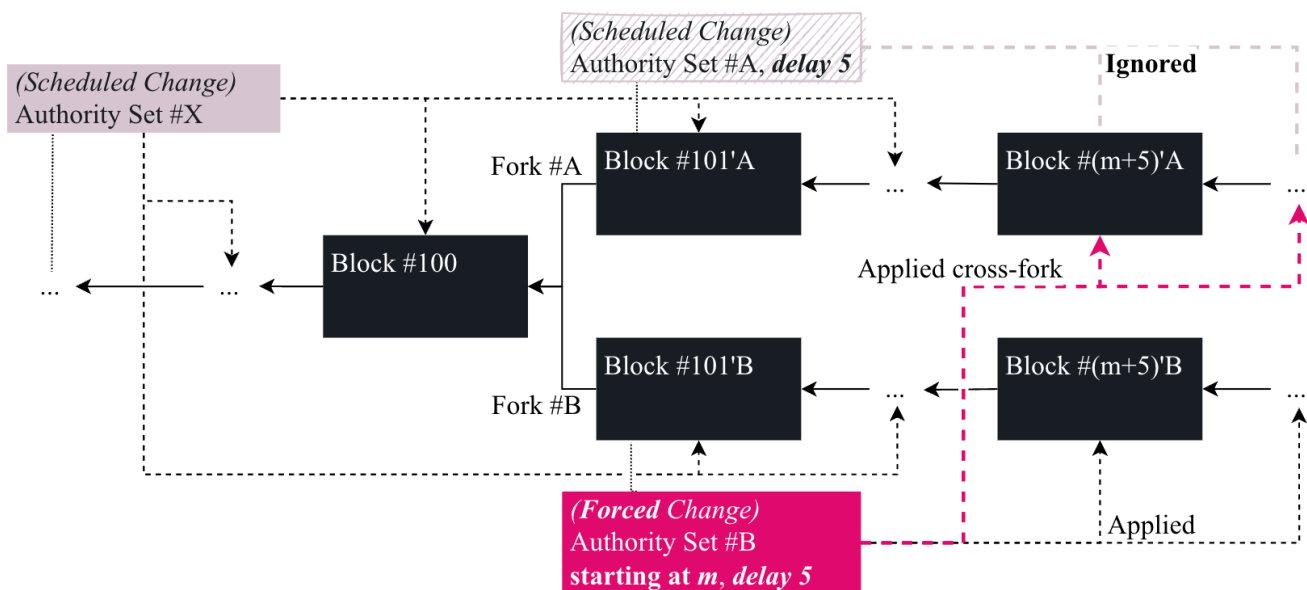 (Scheduled Change)
Authority Set #A, delay 5
(Scheduled Change)
Authority Set #X
Ignored
Fork #A
Block #101'A
...
Block #(m+5)'A
...
...
...
Block #100
Applied cross-fork
Fork #B
Block #101'B
...
Block #(m+5)'B
...
(Forced Change)
Authority Set #B
starting at m, delay 5
Applied